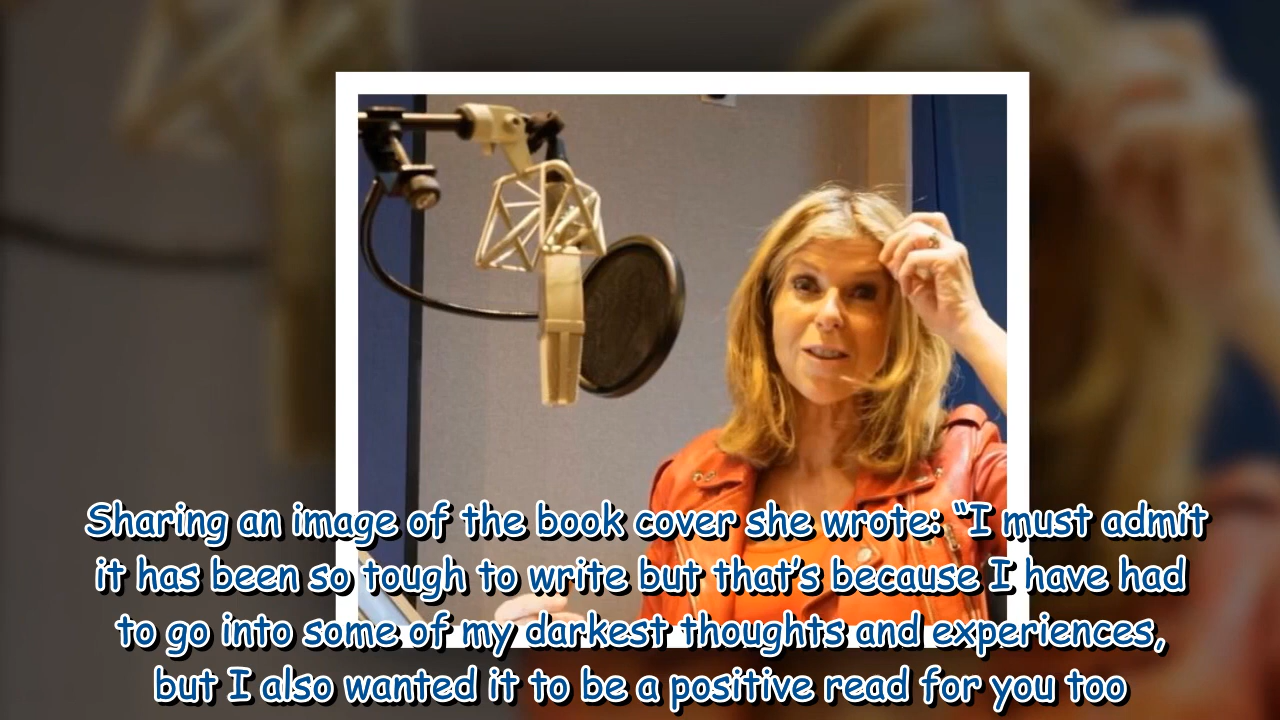 Sharing an image of the book cover she wrote: “I must admit
it has been so tough to write but that’s because I have had
to go into some of my darkest thoughts and experiences,
but I also wanted it to be a positive read for you too